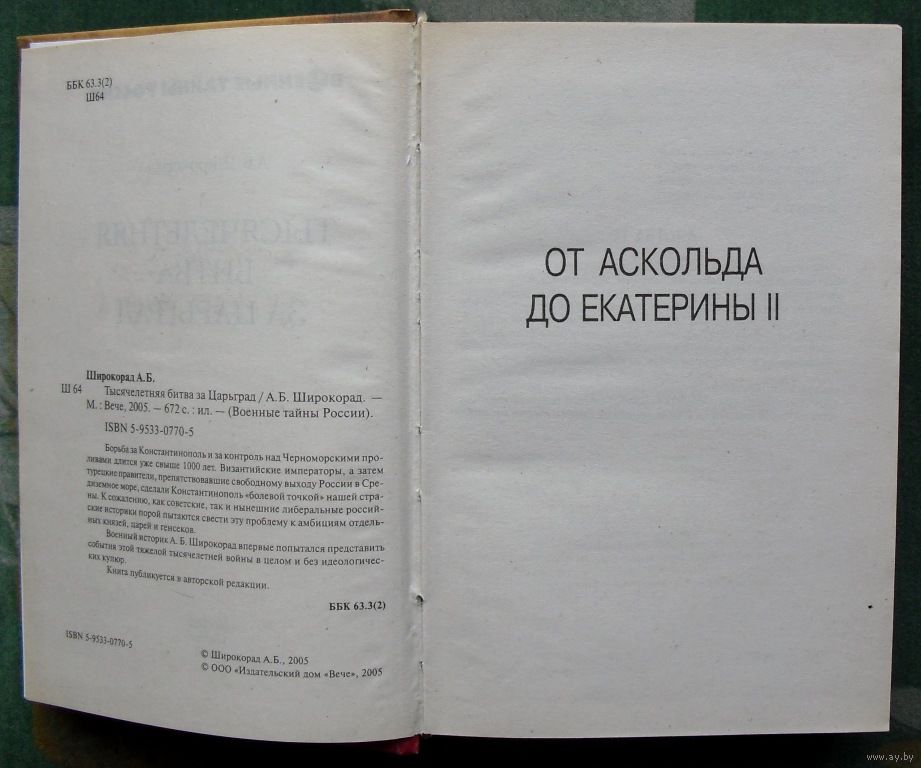 ББК 63.3(2)
Ш64
Широкорад А.Б.
Ш 64
Тысячелетняя битва за Царьград / А.Б. Широкорад. —
М. : Вече, 2005. — 672 с. : ил. — (Военные тайны России).
ISBN 5-9533-0770-5
Борьба за Константинополь и за контроль над Черноморскими про-
ливами длится уже свыше 1000 лет. Византийские императоры, а затем
турецкие правители, препятствовавшие свободному выходу России в Сре-
диземное море, сделали Константинополь «болевой точкой» нашей стра-
ны. К сожалению, как советские, так и нынешние либеральные россий-
ские историки порой пытаются свести эту проблему к амбициям отдель-
ных князей, царей и генсеков.
Военный историк А. Б. Широкорад впервые попытался представить
события этой тяжелой тысячелетней войны в целом и без идеологичес-
ких купюр.
Книга публикуется в авторской редакции.
ББК 63.3(2)
ISBN 5-9533-0770-5
© Широкорад А.Б., 2005
© ООО «Издательский дом «Вече», 2005
ОТ АСКОЛЬДА
ДО ЕКАТЕРИНЫ II
www.ay.by